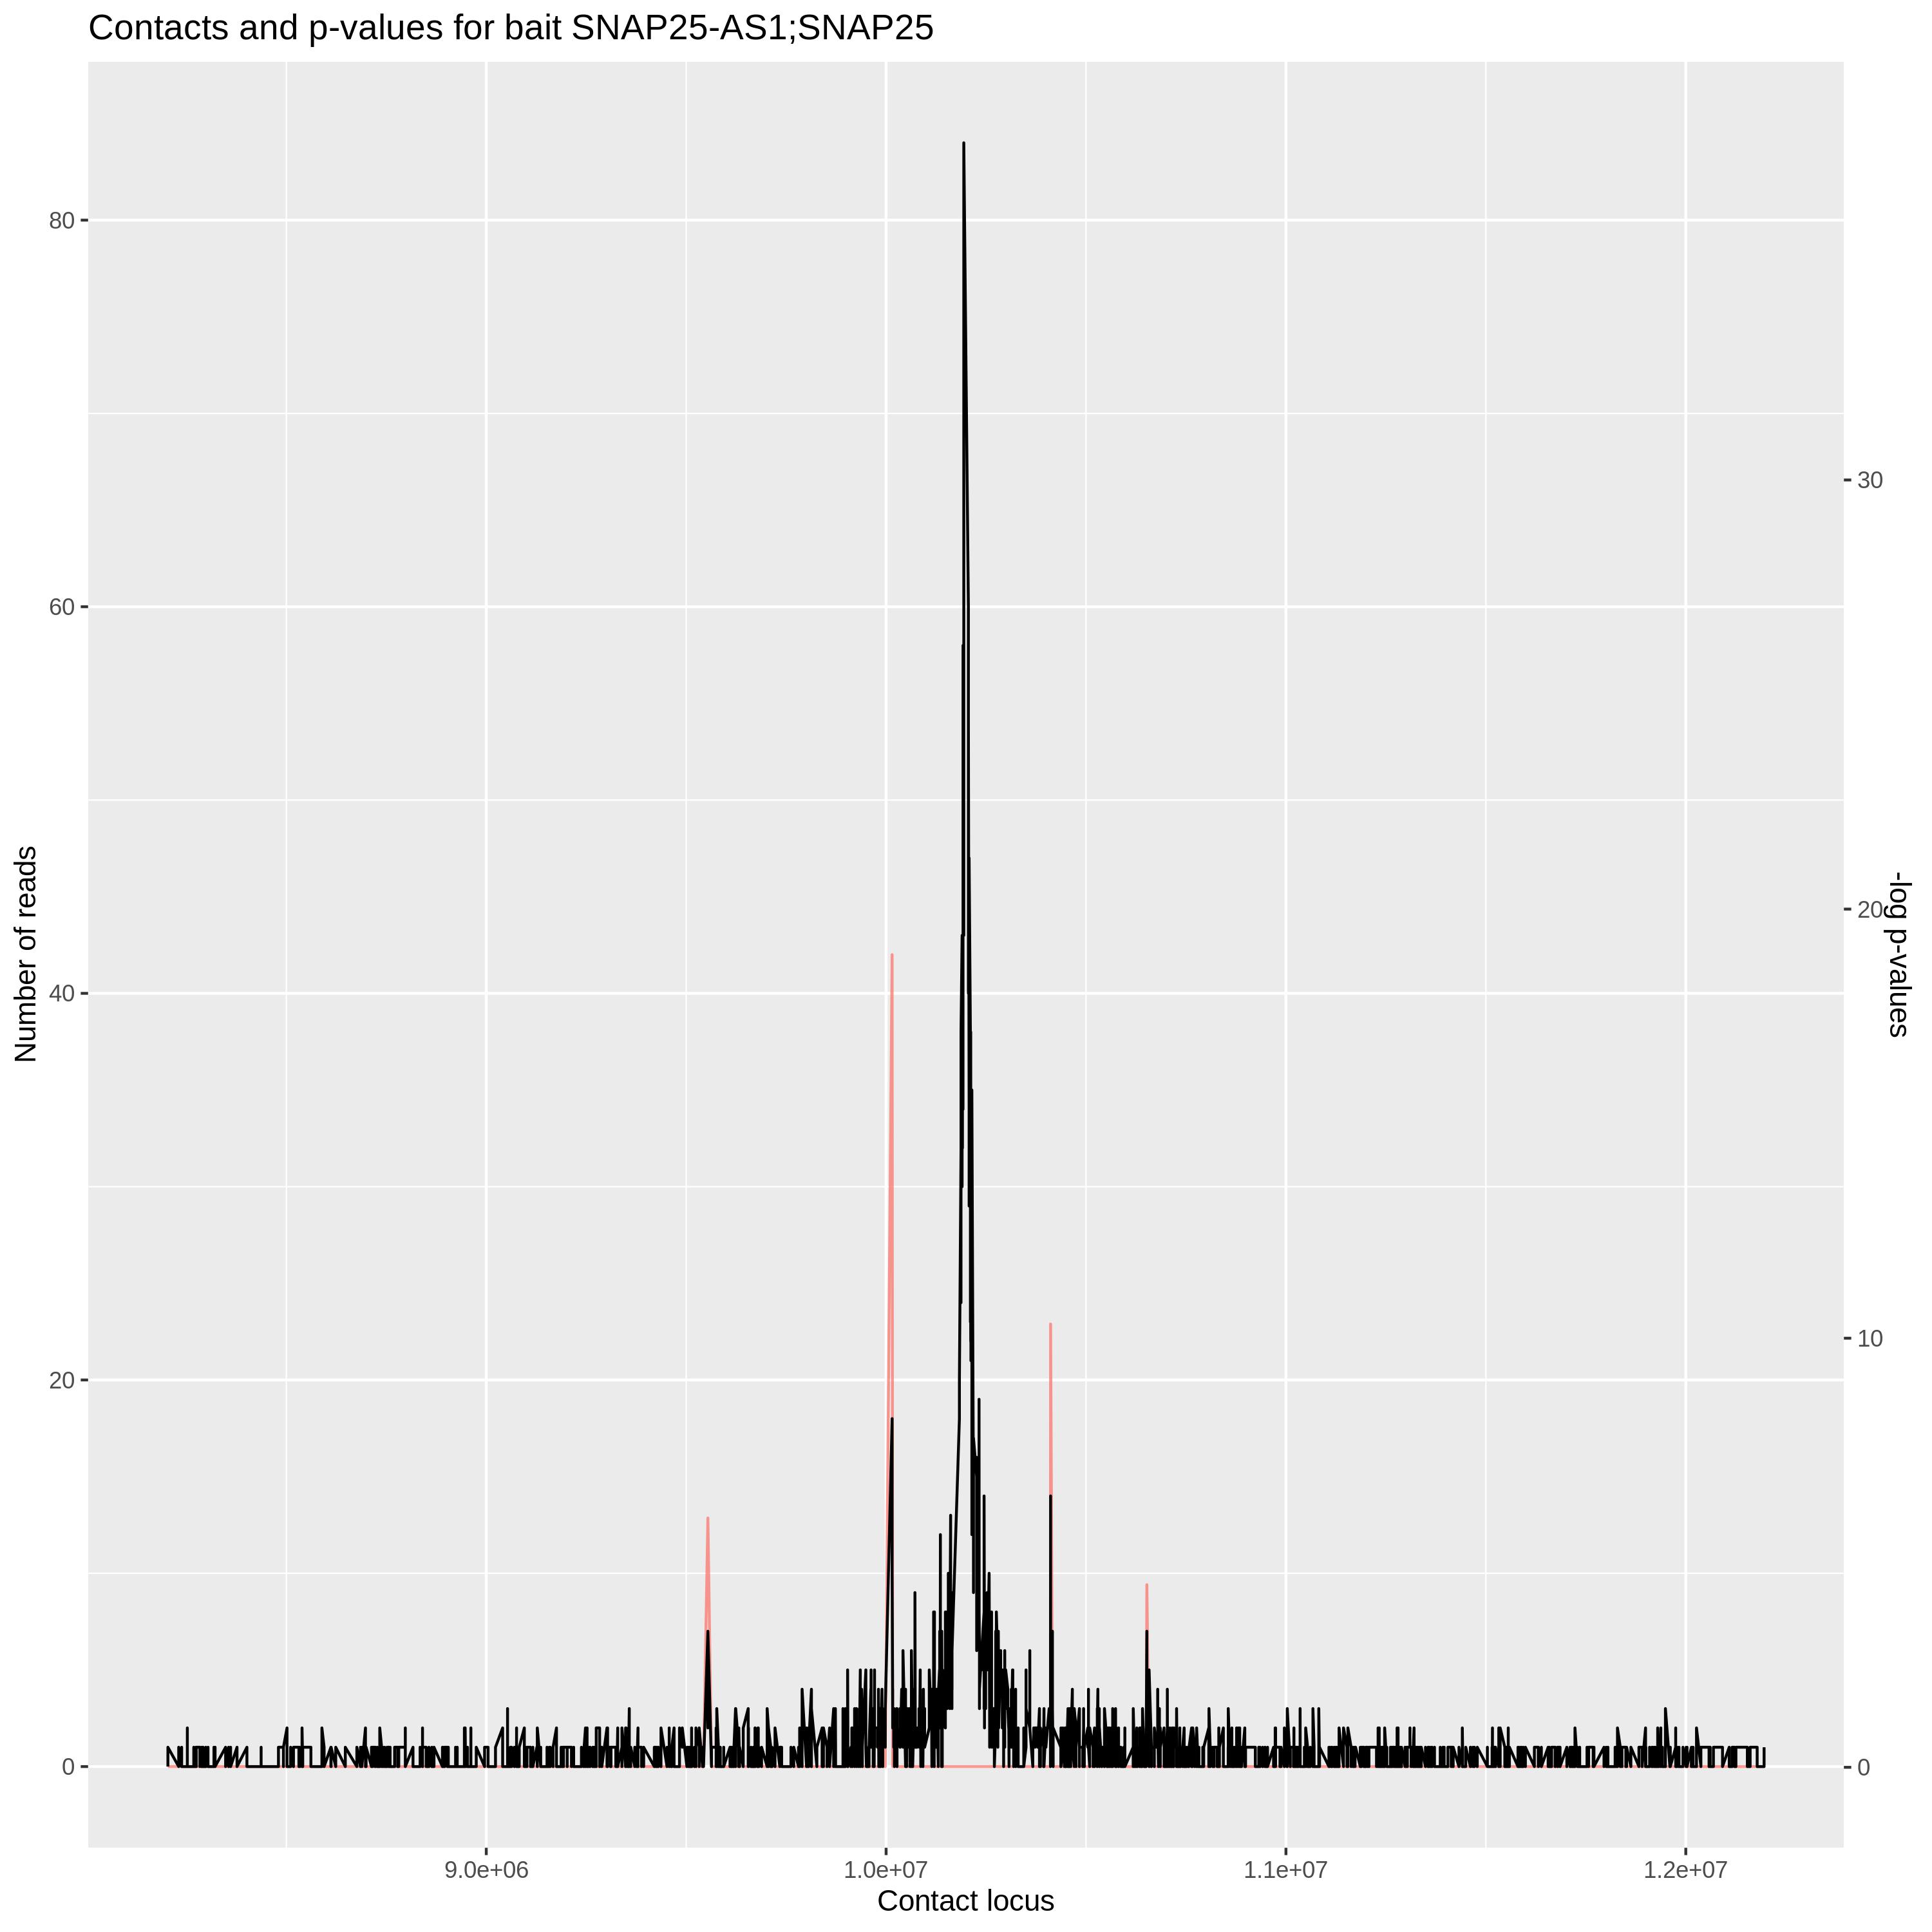 Contacts and p-values for bait SNAP25-AS1;SNAP25
80
60
40
20
0
Number of reads
30
20
10
0
-log p-values
9.0e+06
1.0e+07
1.1e+07
1.2e+07
Contact locus